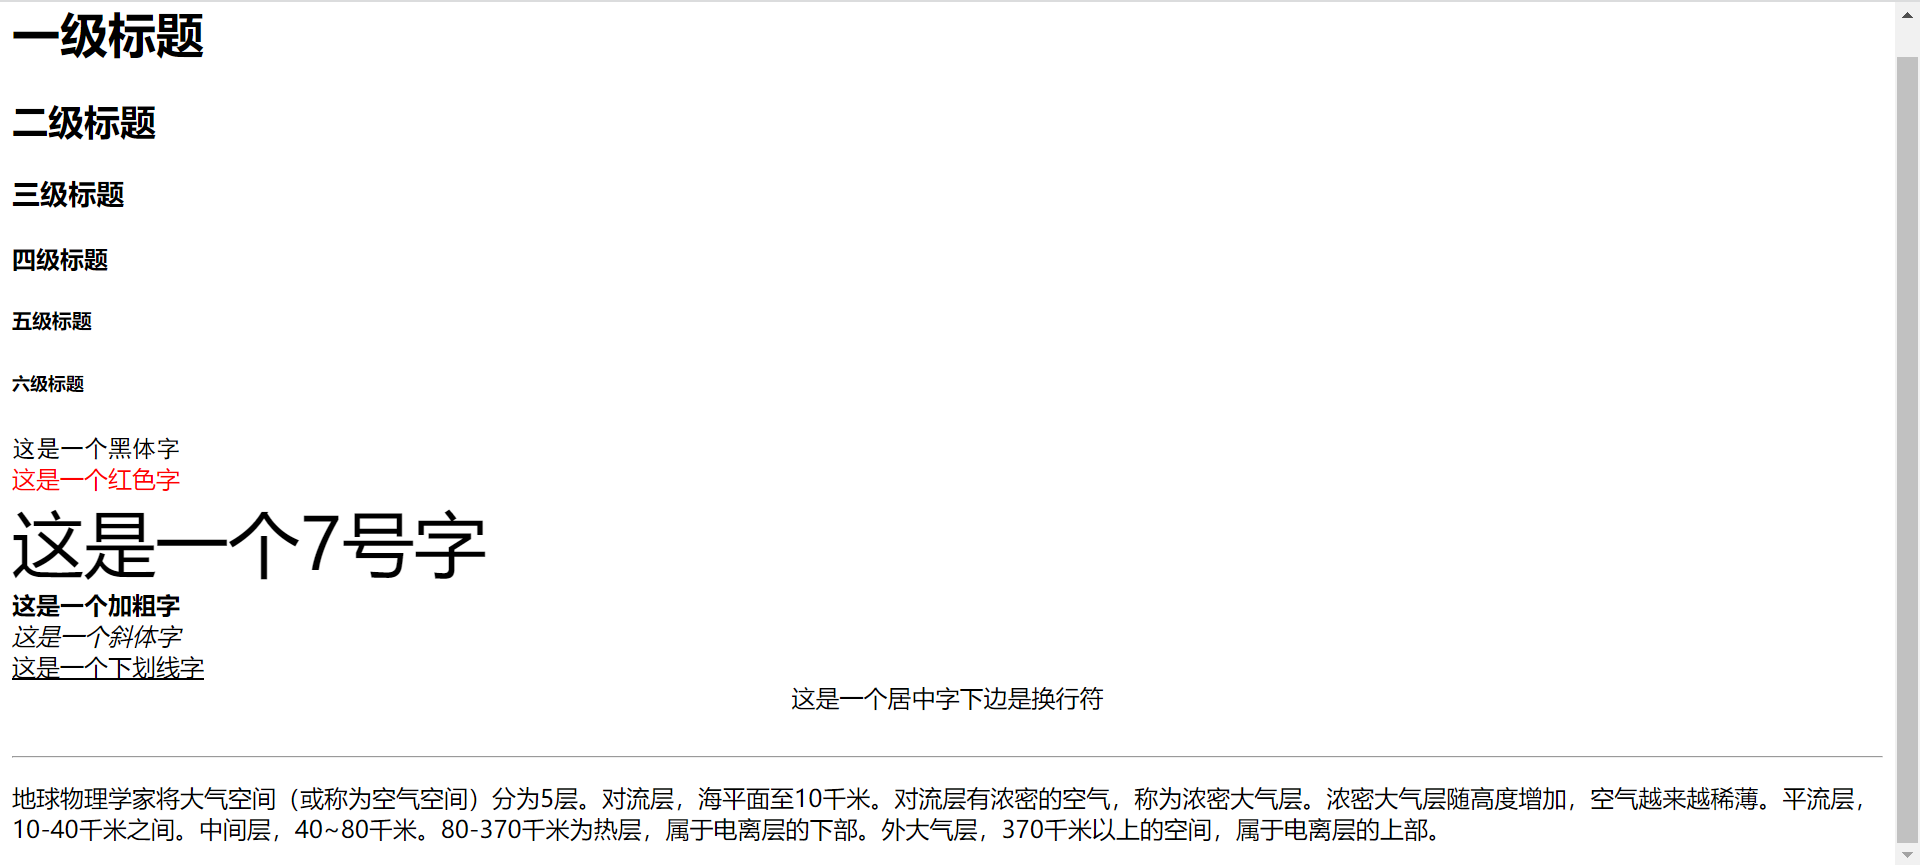 一级标题
二级标题
三级标题
四级标题
五级标题
六级标题
这是一个黑体字
这是一个红色字
这是一个7号字
这是一个加粗字
这是一个斜体字
这是一个下划线字
这是一个居中字下边是换行符
地球物理学家将大气空间（或称为空气空间）分为5层。对流层，海平面至10千米。对流层有浓密的空气，称为浓密大气层。浓密大气层随高度增加，空气越来越稀薄。平流层，
10-40千米之间。中间层，40~80千米。80-370千米为热层，属于电离层的下部。外大气层，370千米以上的空间，属于电离层的上部。